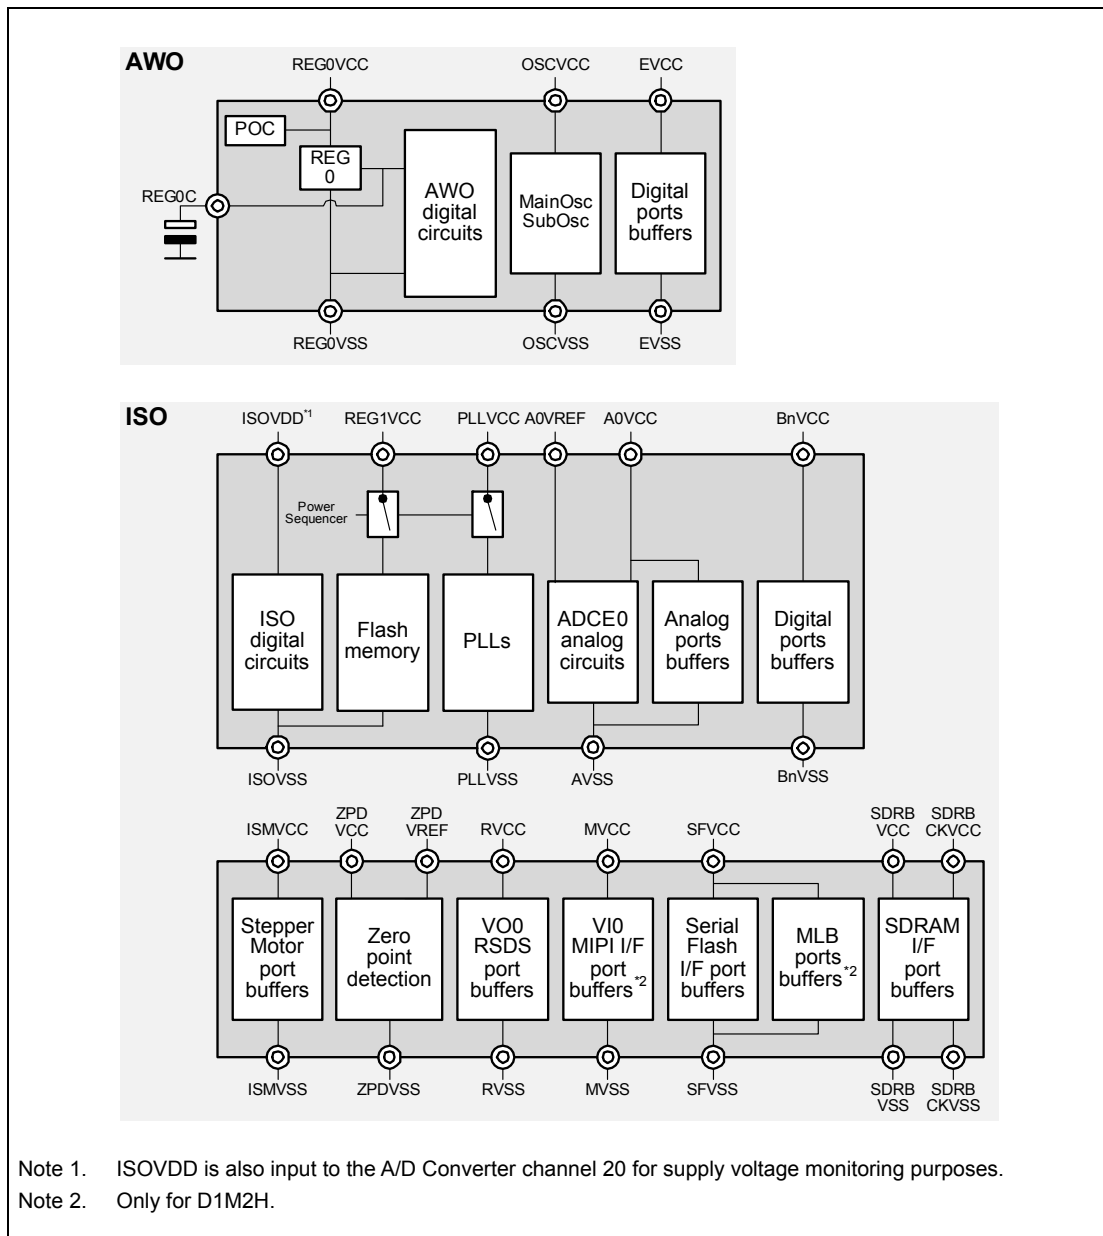 AWO
REG0VCC
OSCVCC
EVCC
POC
REG
0
REG0C
AWO
digital
circuits
MainOsc
SubOsc
Digital
ports
buffers
REG0VSS
OSCVSS
EVSS
ISO
ISOVDD*1
REG1VCC
PLLVCC
A0VREF
A0VCC
BnVCC
Power
Sequencer
ISO
digital
circuits
Flash
memory
PLLs
ADCE0
analog
circuits
Analog
ports
buffers
Digital
ports
buffers
ISOVSS
PLLVSS
AVSS
BnVSS
ISMVCC
ZPD
VCC
ZPD
VREF
RVCC
MVCC
SFVCC
SDRB
VCC
SDRB
CKVCC
Stepper
Motor
port
buffers
Zero
point
detection
VO0
RSDS
port
buffers
VI0
MIPI I/F
port
buffers*2
Serial
Flash
I/F port
buffers
MLB
ports
buffers*2
SDRAM
I/F
port
buffers
ISMVSS
ZPDVSS
RVSS
MVSS
SFVSS
SDRB
VSS
SDRB
CKVSS
Note 1. ISOVDD is also input to the A/D Converter channel 20 for supply voltage monitoring purposes.
Note 2. Only for D1M2H.